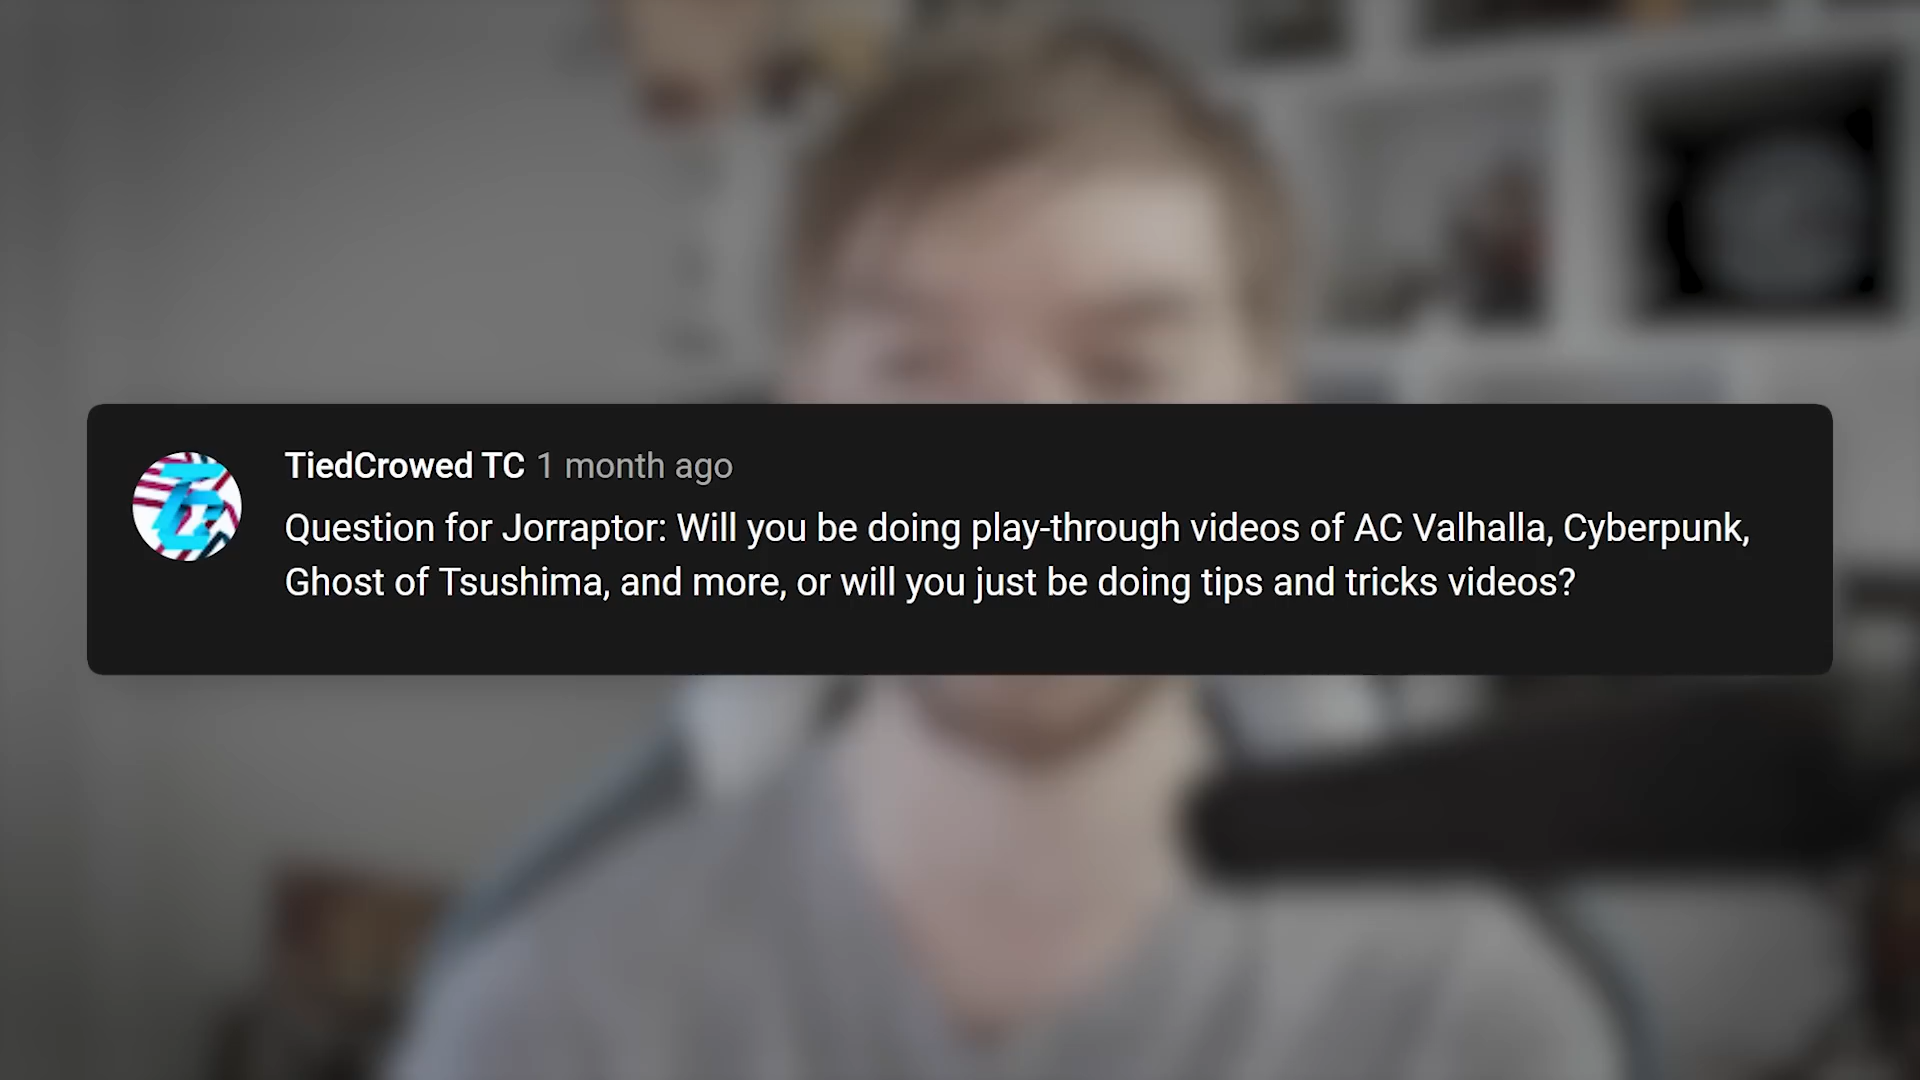 TiedCrowed TC 1 month ago
Question for Jorraptor: Will you be doing play-through videos of AC Valhalla, Cyberpunk,
Ghost of Tsushima, and more, or will you just be doing tips and tricks videos?